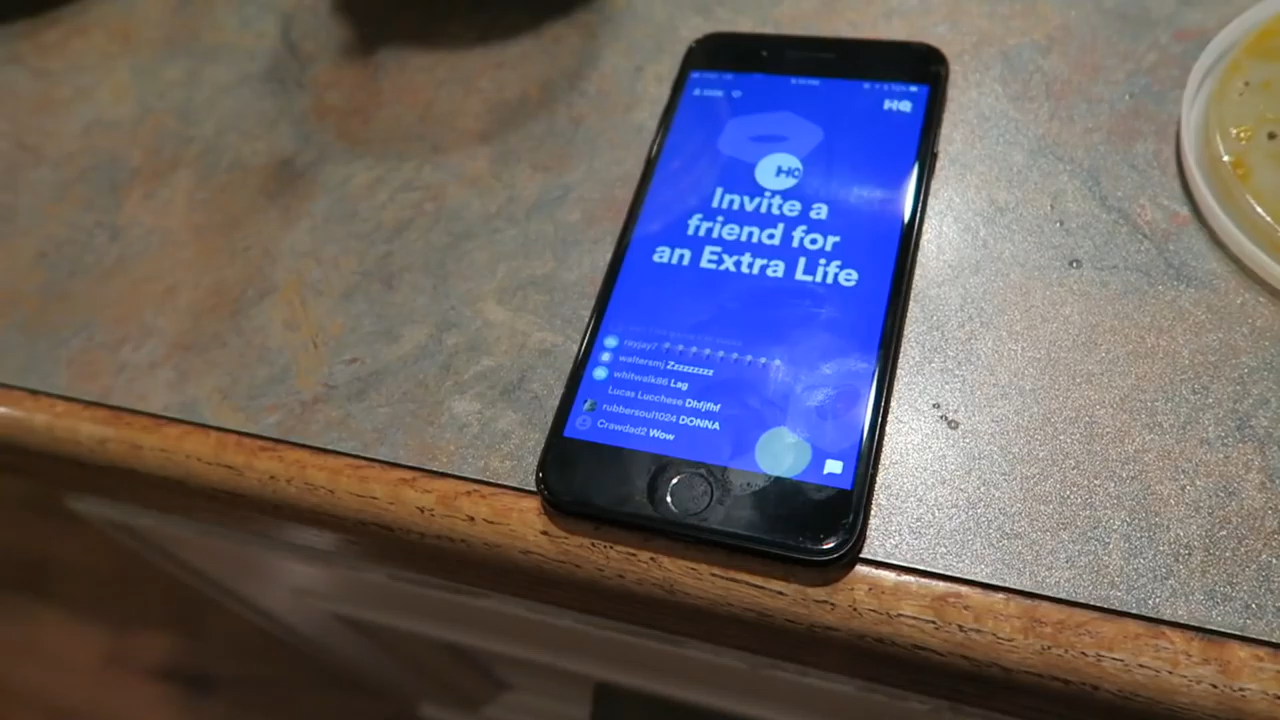 HQ
HQ
Invite a
friend for
an Extra Life
rayjay7 ? ? ? ? ? ? ? ? ?
waltersmj Zzzzzzzzz
whitwalk86 Lag
Lucas Lucchese Dhfjfhf
rubbersoul1024 DONNA
Crawdad2 Wow